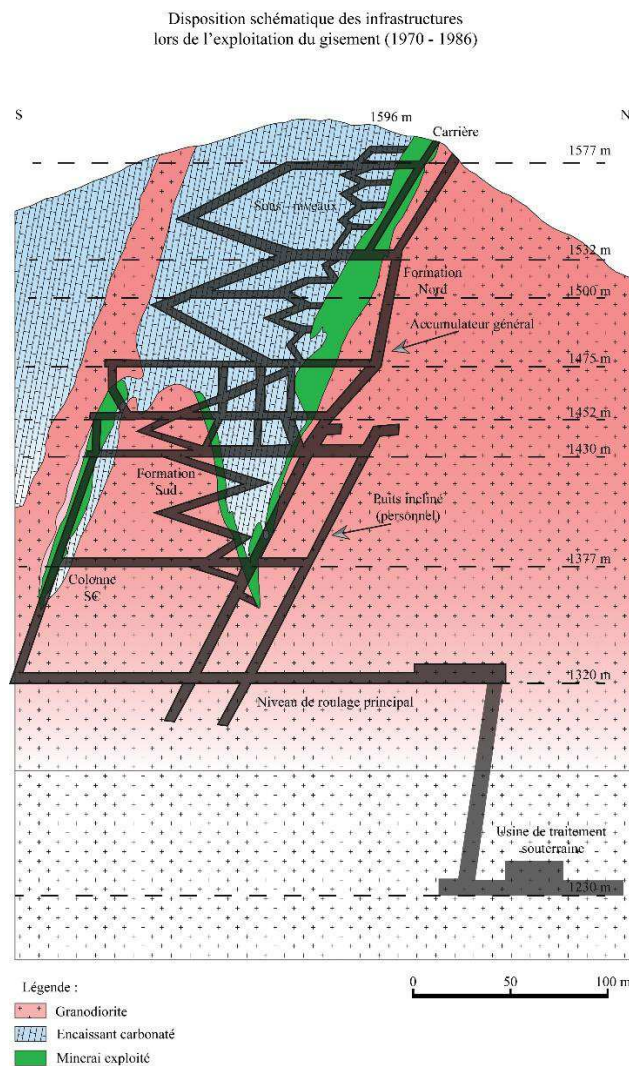 Disposition schématique des infrastructures
lors de l'exploitation du gisement (1970 - 1986)
S
1596 m
N
Carrière
1577 m
Sous - niveaux
1532 m
Formation
Nord
1500 m
Accumulateur général
1475 m
1452 m
1430 m
Formation
Sud
Puits incliné
(personnel)
1377 m
Colonne
SC
1320 m
Niveau de roulage principal
Usine de traitement
souterraine
1230 m
Légende :
0 50 100 m
Granodiorite
Encaissant carbonaté
Minerai exploité